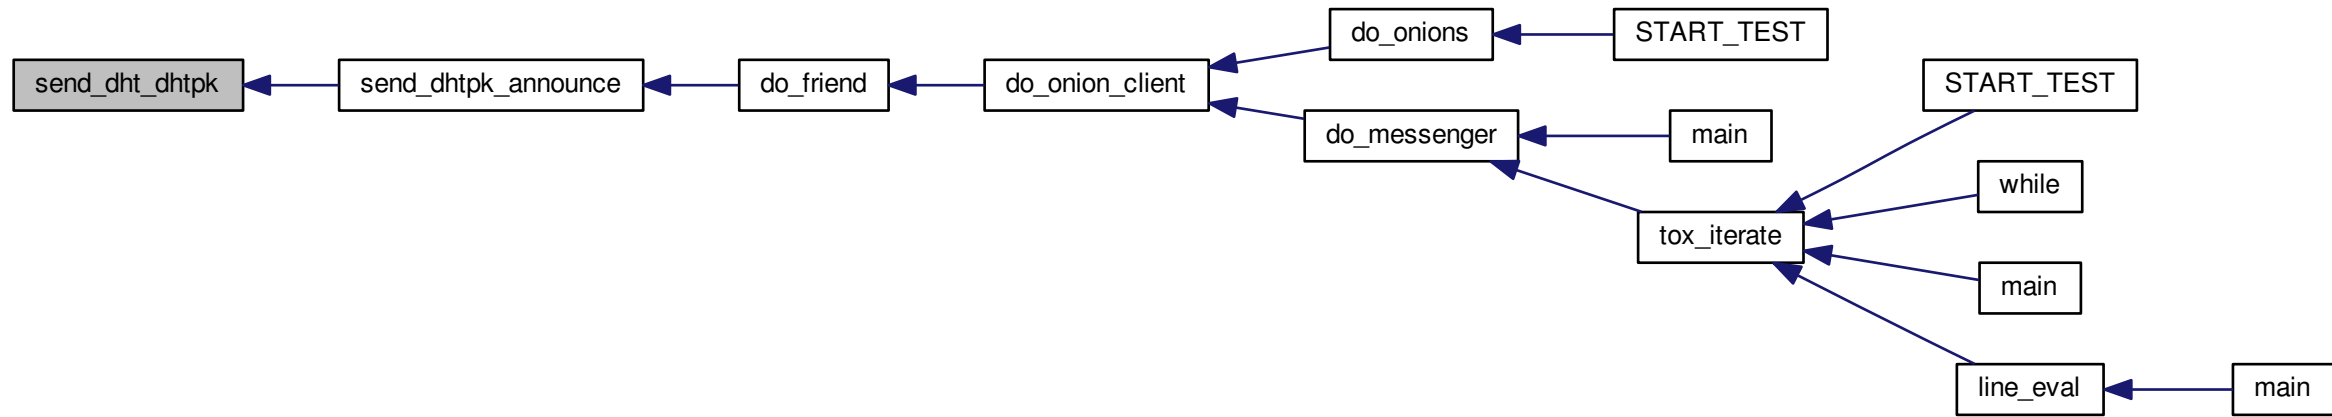 send_dht_dhtpk
send_dhtpk_announce
do_friend
do_onion_client
do_onions
START_TEST
do_messenger
main
tox_iterate
START_TEST
while
main
line_eval
main